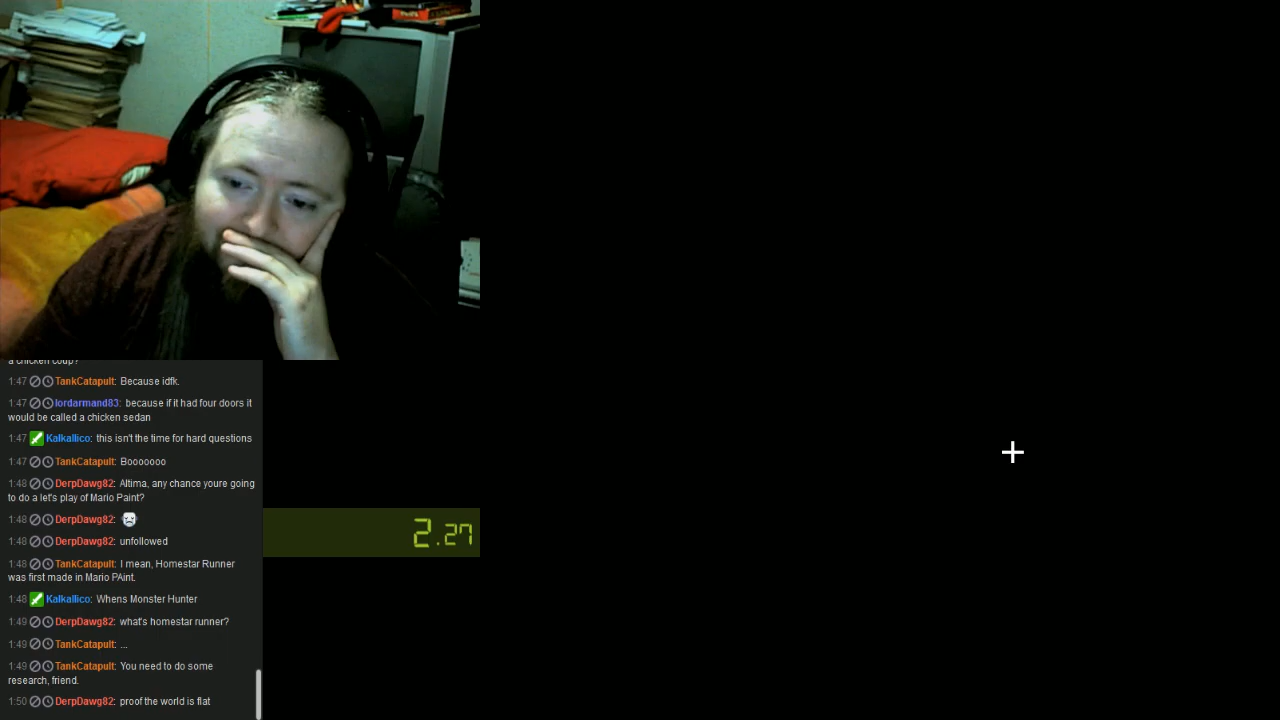 a chicken coup?
1:47 TankCatapult: Because idfk.
1:47 lordarmand83: because if it had four doors it
would be called a chicken sedan
1:47 Kalkallico: this isn't the time for hard questions
1:47 TankCatapult: Booooooo
1:48 DerpDawg82: Altima, any chance youre going
to do a let's play of Mario Paint?
1:48 DerpDawg82:
1:48 DerpDawg82: unfollowed
1:48 TankCatapult: I mean, Homestar Runner
was first made in Mario PAint.
1:48 Kalkallico: Whens Monster Hunter
1:49 DerpDawg82: what's homestar runner?
1:49 TankCatapult: ...
1:49 TankCatapult: You need to do some
research, friend.
1:50 DerpDawg82: proof the world is flat
2.27